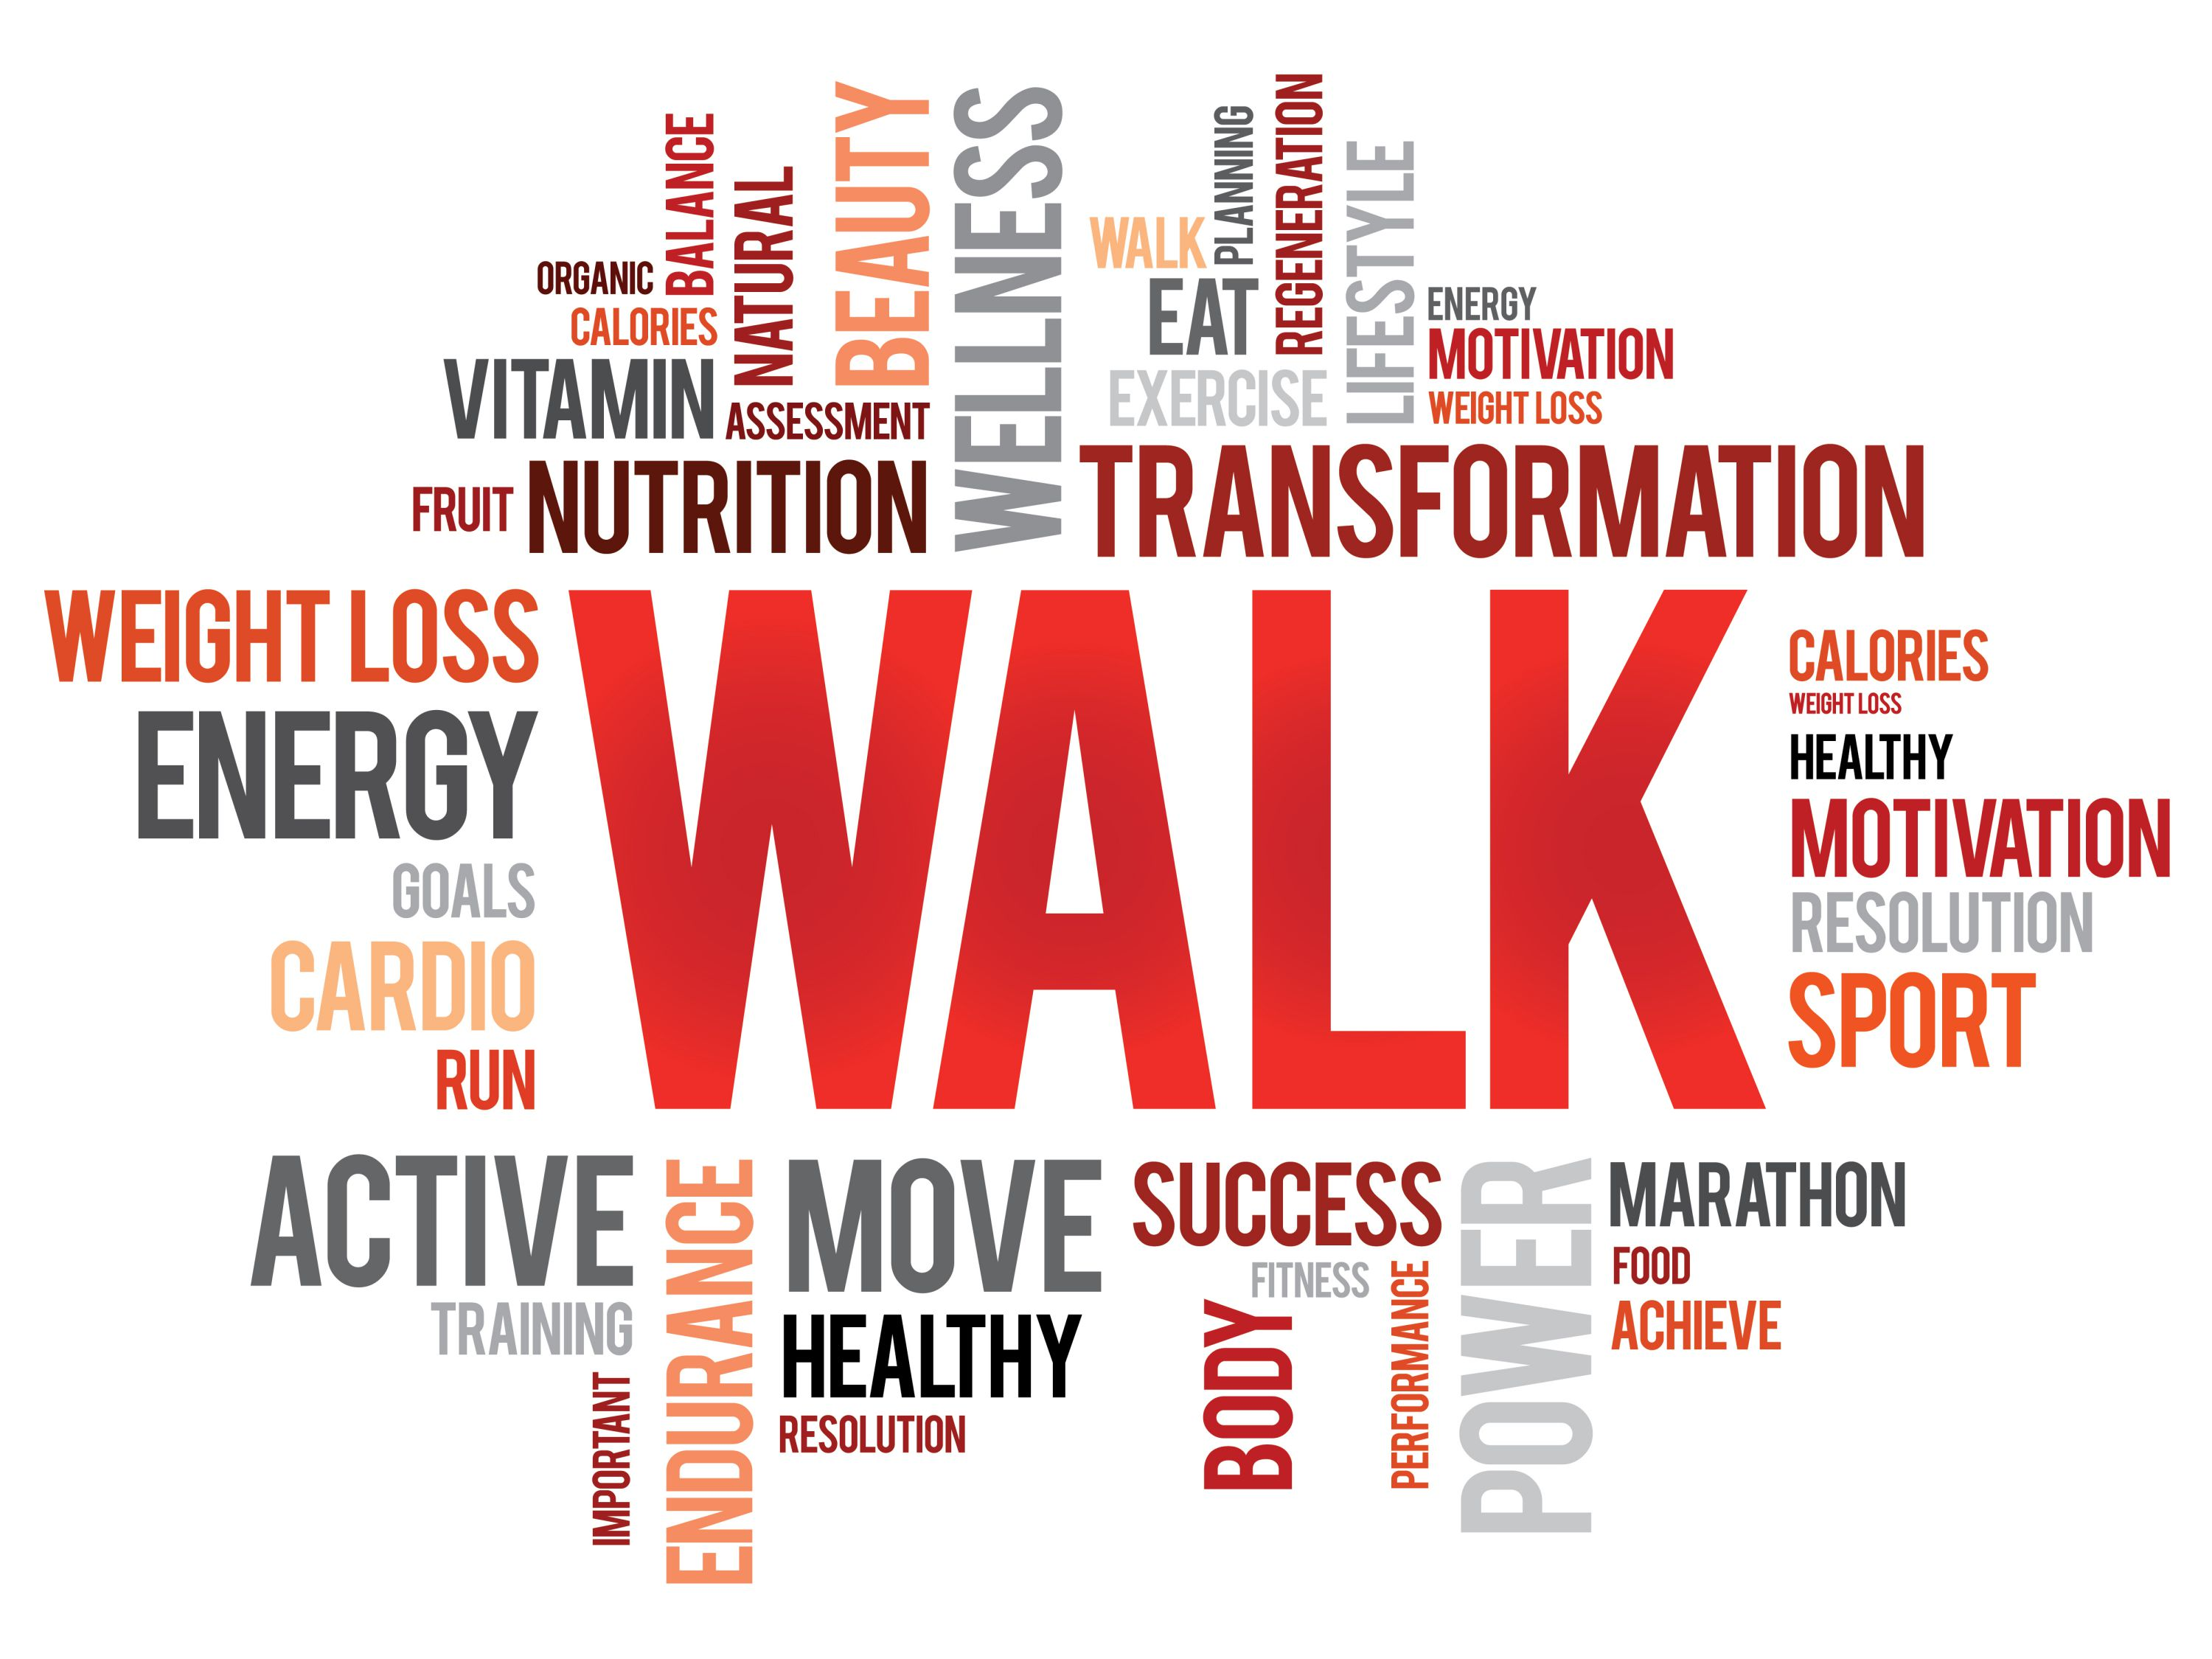 BALANCE
NATURAL
BEAUTY
WELLNESS
PLANNING
REGENERATION
LIFESTYLE
WALK
ORGANIC
CALORIES
EAT
ENERGY
MOTIVATION
VITAMIN
ASSESSMENT
EXERCISE
WEIGHT LOSS
FRUIT
NUTRITION
TRANSFORMATION
WEIGHT LOSS
ENERGY
GOALS
CARDIO
RUN
WALK
CALORIES
WEIGHT LOSS
HEALTHY
MOTIVATION
RESOLUTION
SPORT
ACTIVE
TRAINING
IMPORTANT
ENDURANCE
MOVE
HEALTHY
RESOLUTION
SUCCESS
FITNESS
BODY
PERFORMANCE
POWER
MARATHON
FOOD
ACHIEVE